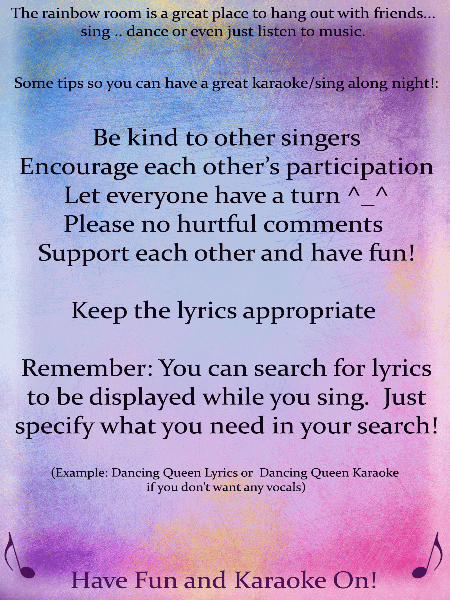 The rainbow room is a great place to hang out with friends...
sing .. dance or even just listen to music.
Some tips so you can have a great karaoke/sing along night!:
Be kind to other singers
Encourage each other's participation
Let everyone have a turn ^_^
Please no hurtful comments
Support each other and have fun!
Keep the lyrics appropriate
Remember: You can search for lyrics
to be displayed while you sing.  Just
specify what you need in your search!
(Example: Dancing Queen Lyrics or  Dancing Queen Karaoke
if you don't want any vocals)
Have Fun and Karaoke On!